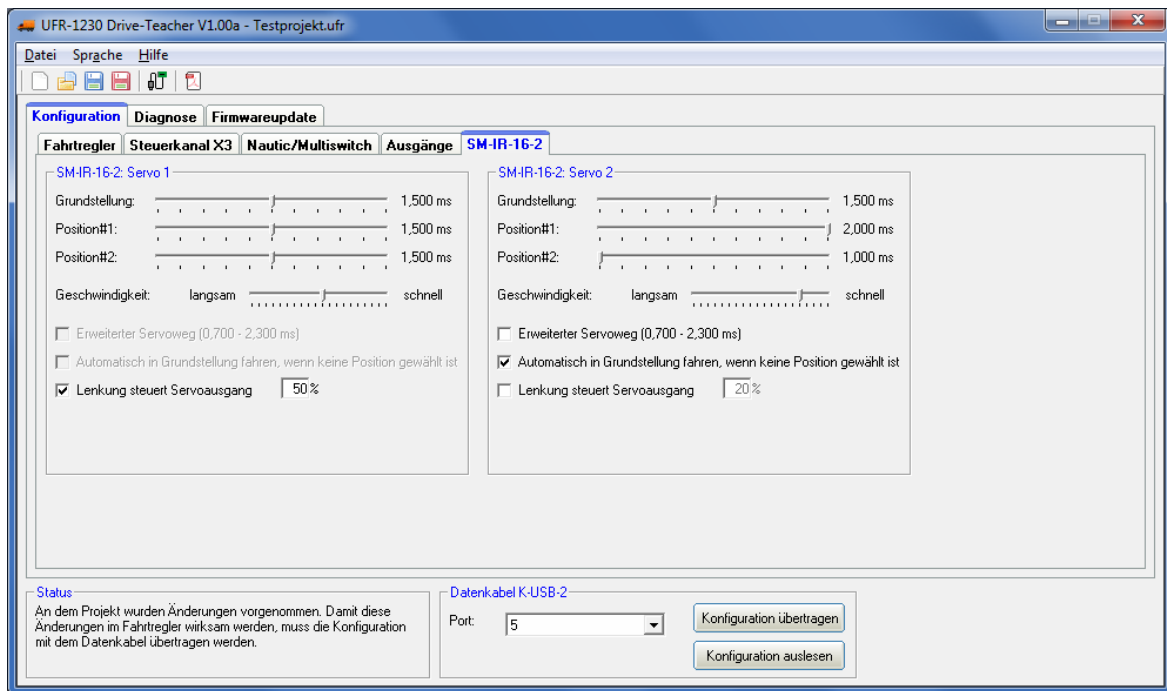 UFR-1230 Drive-Teacher V1.00a - Testprojekt.ufr
Datei Sprache Hilfe
Konfiguration Diagnose Firmwareupdate
Fahrtregler Steuerkanal X3 Nautic/Multiswitch Ausgänge SM-IR-16-2
SM-IR-16-2: Servo 1
Grundstellung: 1,500 ms
Position#1: 1,500 ms
Position#2: 1,500 ms
Geschwindigkeit: langsam schnell
Erweiterter Servoweg (0,700 - 2,300 ms)
Automatisch in Grundstellung fahren, wenn keine Position gewählt ist
Lenkung steuert Servoausgang 50 %
SM-IR-16-2: Servo 2
Grundstellung: 1,500 ms
Position#1: 2,000 ms
Position#2: 1,000 ms
Geschwindigkeit: langsam schnell
Erweiterter Servoweg (0,700 - 2,300 ms)
Automatisch in Grundstellung fahren, wenn keine Position gewählt ist
Lenkung steuert Servoausgang 20 %
Status
An dem Projekt wurden Änderungen vorgenommen. Damit diese
Änderungen im Fahrtregler wirksam werden, muss die Konfiguration
mit dem Datenkabel übertragen werden.
Datenkabel K-USB-2
Port: 5
Konfiguration übertragen
Konfiguration auslesen